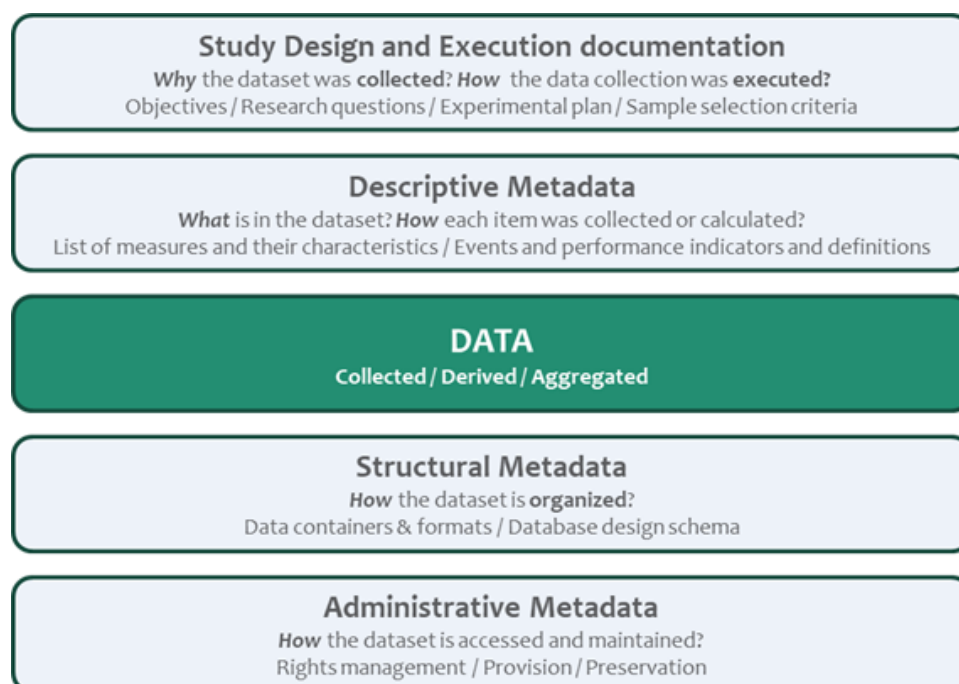 Study Design and Execution documentation
Why the dataset was collected? How the data collection was executed?
Objectives / Research questions / Experimental plan / Sample selection criteria
Descriptive Metadata
What is in the dataset? How each item was collected or calculated?
List of measures and their characteristics / Events and performance indicators and definitions
DATA
Collected / Derived / Aggregated
Structural Metadata
How the dataset is organized?
Data containers & formats / Database design schema
Administrative Metadata
How the dataset is accessed and maintained?
Rights management / Provision / Preservation